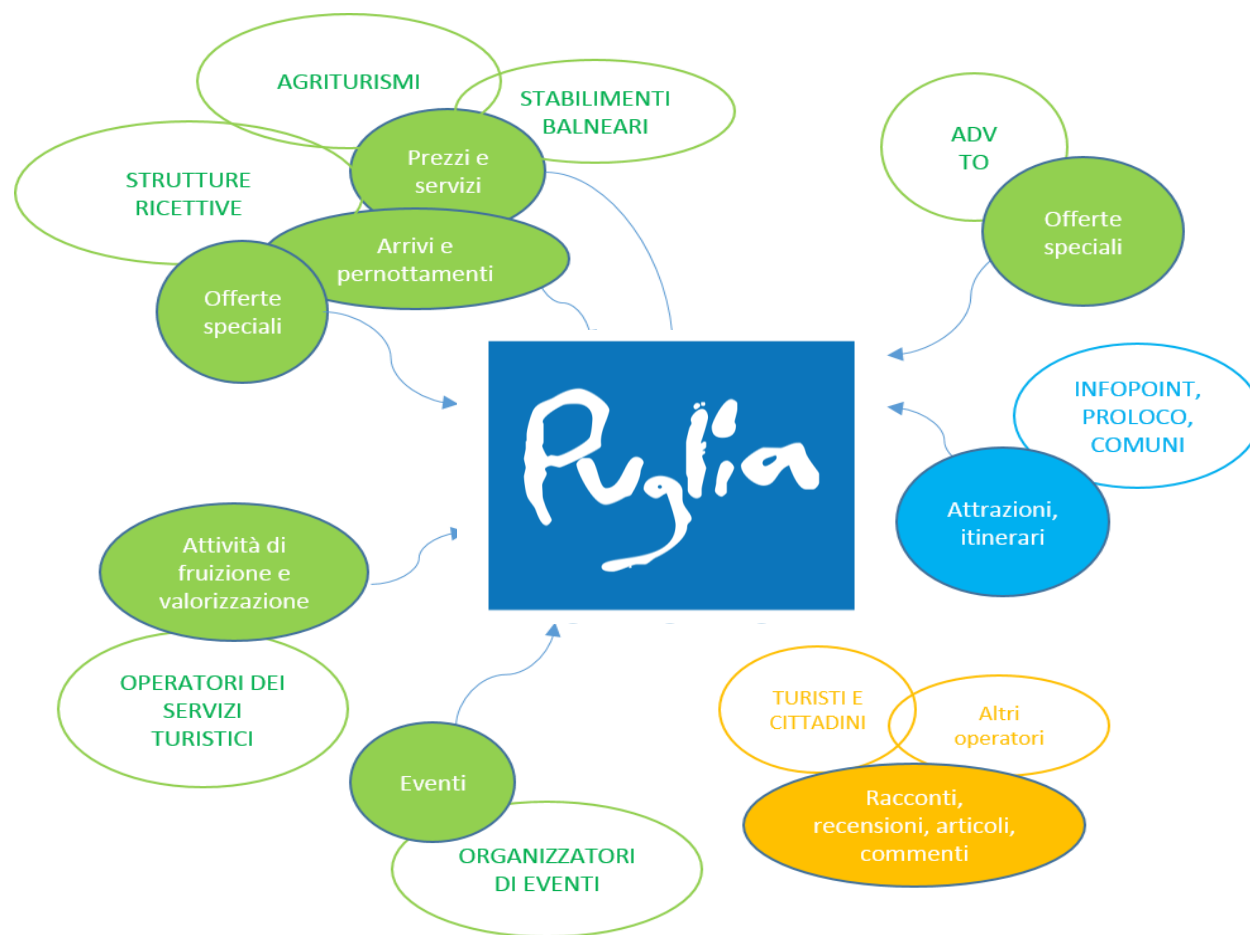 AGRITURISMI
STABILIMENTI
BALNEARI
Prezzi e
servizi
STRUTTURE
RICETTIVE
Arrivi e
pernottamenti
Offerte
speciali
ADV
TO
Offerte
speciali
INFOPOINT,
PROLOCO,
COMUNI
Attrazioni,
itinerari
Puglia
Attività di
fruizione e
valorizzazione
OPERATORI DEI
SERVIZI
TURISTICI
Eventi
ORGANIZZATORI
DI EVENTI
TURISTI E
CITTADINI
Altri
operatori
Racconti,
recensioni, articoli,
commenti